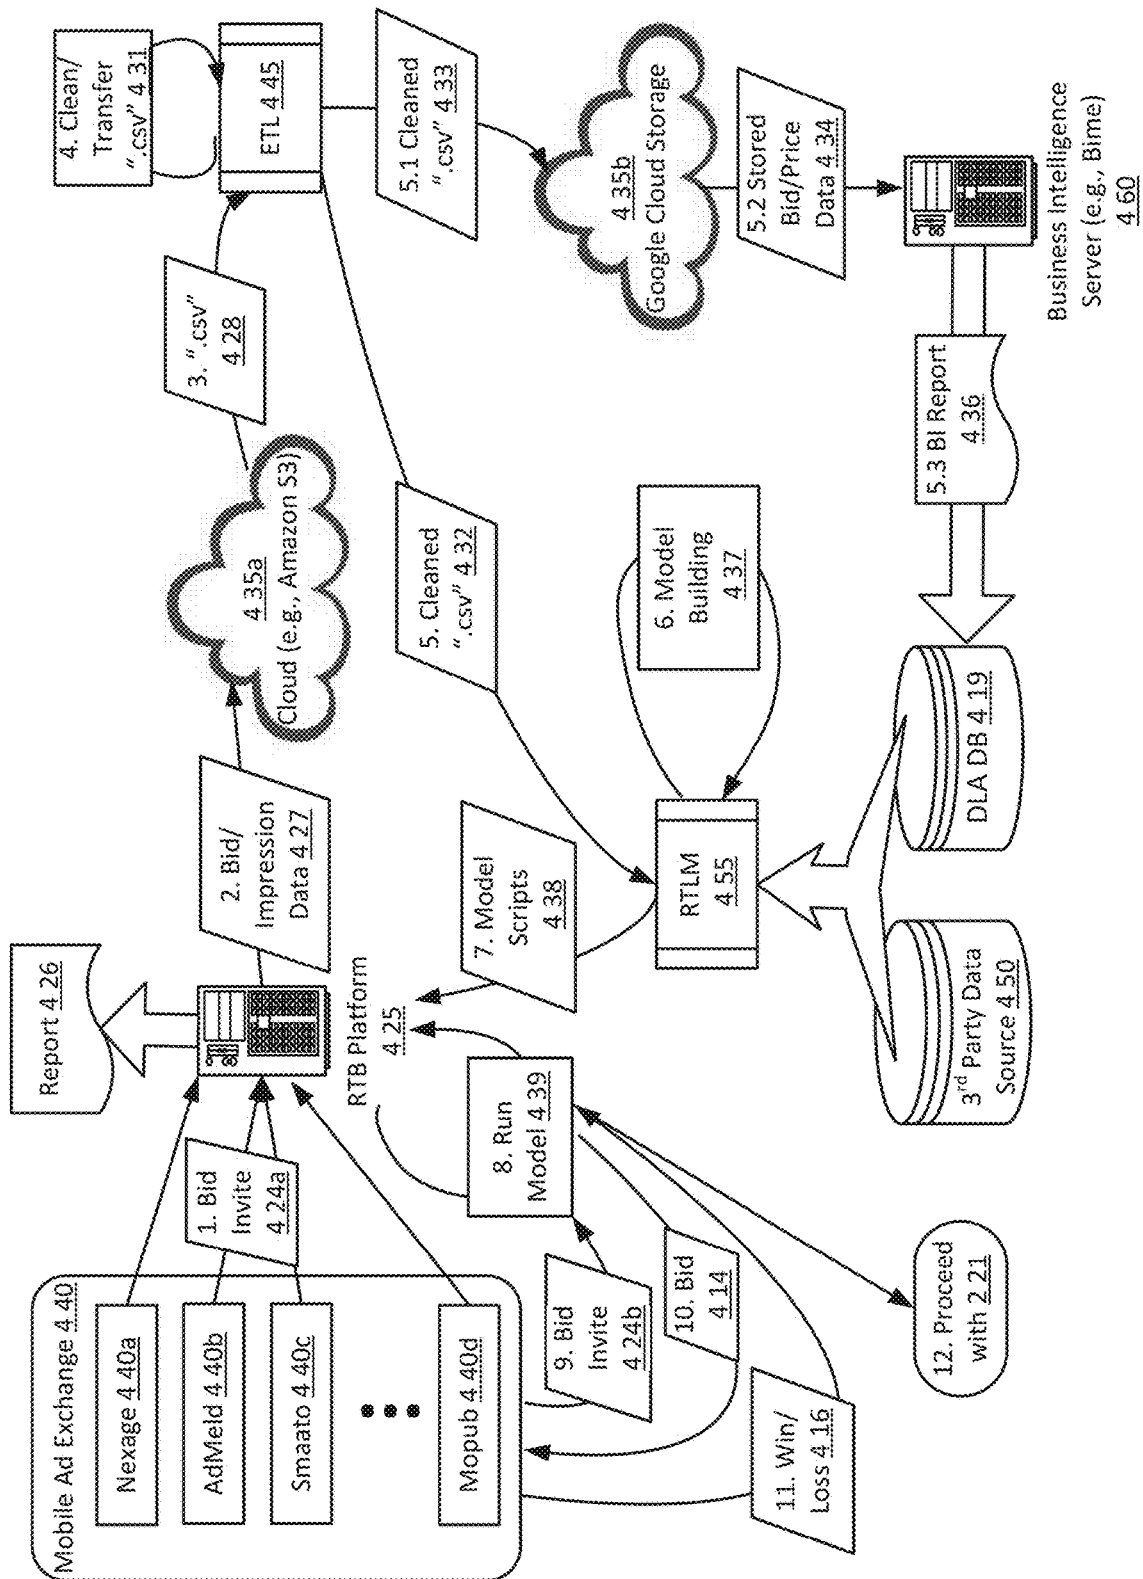 Mobile Ad Exchange 4 40
Nexage 4 40a
AdMeld 4 40b
Smaato 4 40c
Mopub 4 40d
1. Bid
Invite
4 24a
Report 4 26
RTB Platform
4 25
2. Bid/
Impression
Data 4 27
4 35a
Cloud (e.g., Amazon S3)
3. “.csv”
4 28
4. Clean/
Transfer
“.csv” 4 31
ETL 4 45
5. Cleaned
“.csv” 4 32
5.1 Cleaned
“.csv” 4 33
4 35b
Google Cloud Storage
5.2 Stored
Bid/Price
Data 4 34
Business Intelligence
Server (e.g., Bime)
4 60
5.3 BI Report
4 36
6. Model
Building
4 37
RTLM
4 55
7. Model
Scripts
4 38
8. Run
Model 4 39
9. Bid
Invite
4 24b
10. Bid
4 14
11. Win/
Loss 4 16
12. Proceed
with 2 21
3rd Party Data
Source 4 50
DLA DB 4 19